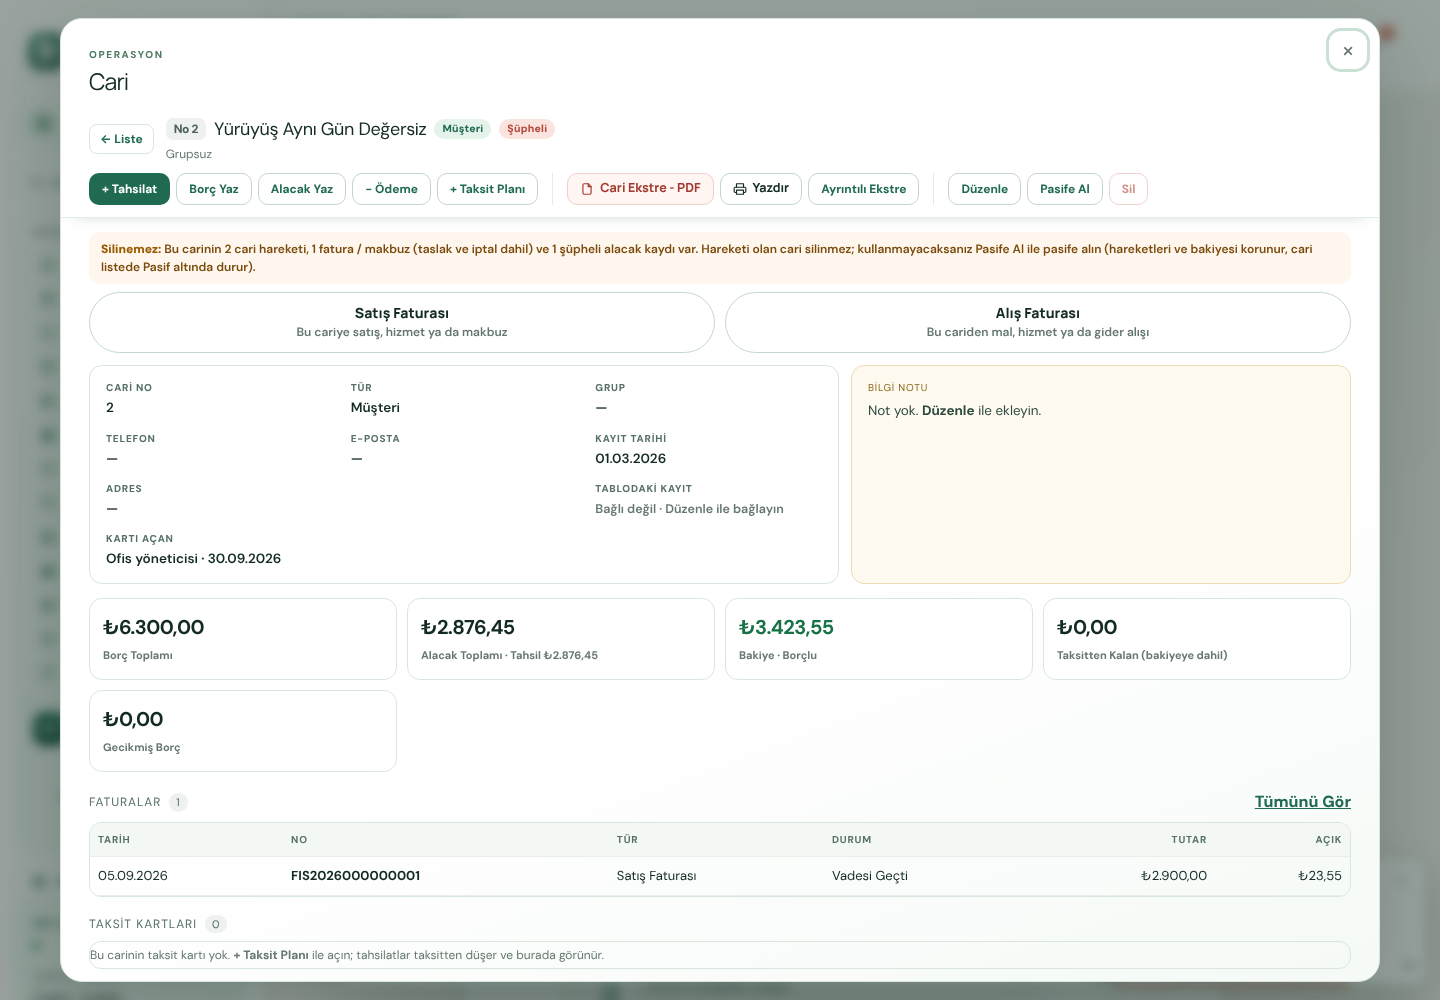 OPERASYON
Cari
← Liste
No 2 Yürüyüş Aynı Gün Değersiz Müşteri Şüpheli
Grupsuz
+ Tahsilat Borç Yaz Alacak Yaz − Ödeme + Taksit Planı Cari Ekstre - PDF Yazdır Ayrıntılı Ekstre Düzenle Pasife Al Sil
Silinemez: Bu carinin 2 cari hareketi, 1 fatura / makbuz (taslak ve iptal dahil) ve 1 şüpheli alacak kaydı var. Hareketi olan cari silinmez; kullanmayacaksanız Pasife Al ile pasife alın (hareketleri ve bakiyesi korunur, cari
listede Pasif altında durur).
Satış Faturası
Bu cariye satış, hizmet ya da makbuz
Alış Faturası
Bu cariden mal, hizmet ya da gider alışı
CARİ NO TÜR GRUP
2 Müşteri —
TELEFON E-POSTA KAYIT TARİHİ
— — 01.03.2026
ADRES TABLODAKİ KAYIT
— Bağlı değil · Düzenle ile bağlayın
KARTI AÇAN
Ofis yöneticisi · 30.09.2026
BİLGİ NOTU
Not yok. Düzenle ile ekleyin.
₺6.300,00
Borç Toplamı
₺2.876,45
Alacak Toplamı · Tahsil ₺2.876,45
₺3.423,55
Bakiye · Borçlu
₺0,00
Taksitten Kalan (bakiyeye dahil)
₺0,00
Gecikmiş Borç
FATURALAR 1 Tümünü Gör
TARİH NO TÜR DURUM TUTAR AÇIK
05.09.2026 FIS2026000000001 Satış Faturası Vadesi Geçti ₺2.900,00 ₺23,55
TAKSİT KARTLARI 0
Bu carinin taksit kartı yok. + Taksit Planı ile açın; tahsilatlar taksitten düşer ve burada görünür.